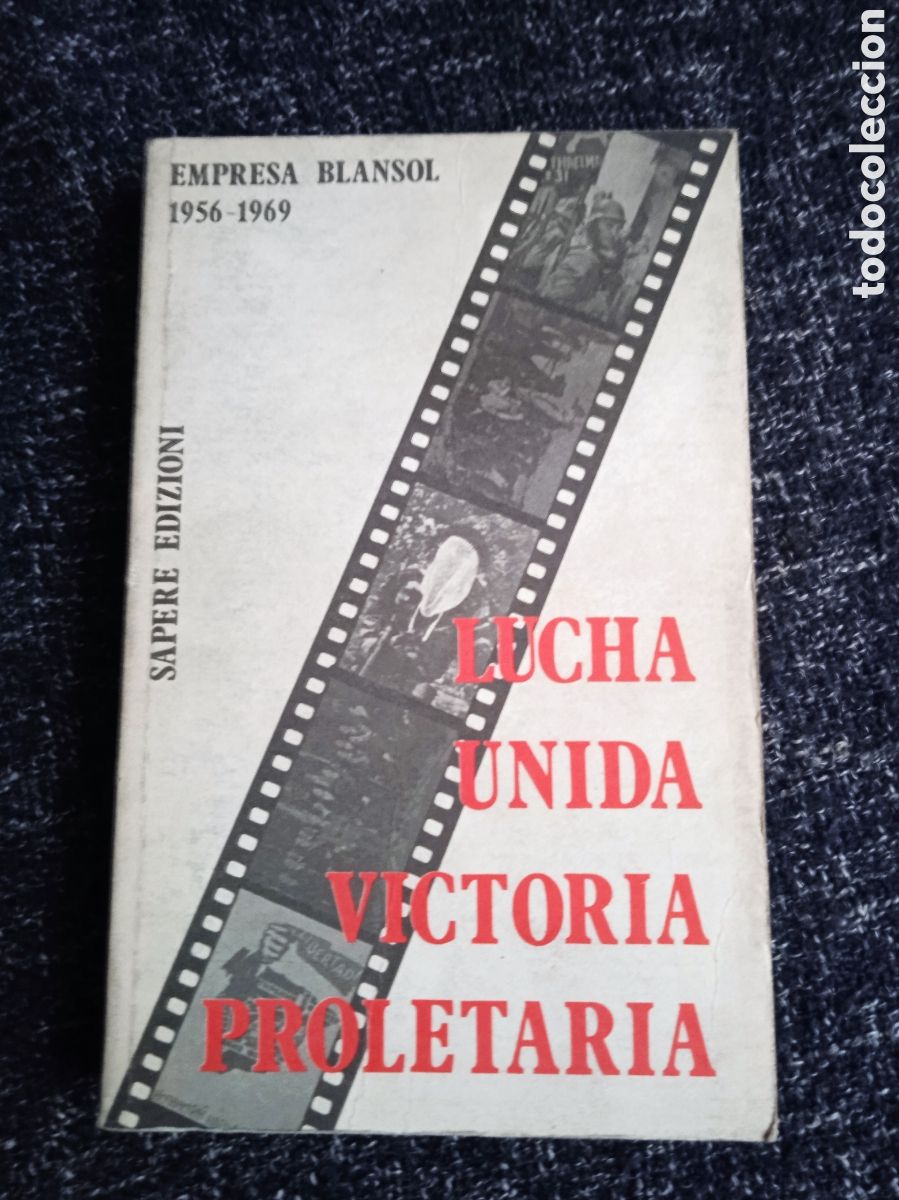 EMPRESA BLANSOL
1956-1969
SAPERE EDIZIONI
LUCHA
UNIDA
VICTORIA
PROLETARIA
todocoleccion